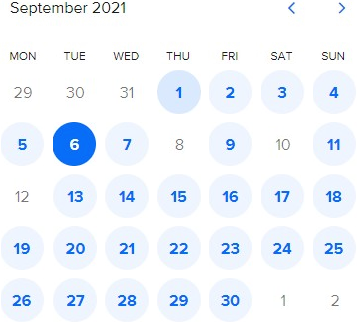 September 2021
MON TUE WED THU FRI SAT SUN
29 30 31 1 2 3 4
5 6 7 8 9 10 11
12 13 14 15 16 17 18
19 20 21 22 23 24 25
26 27 28 29 30 1 2